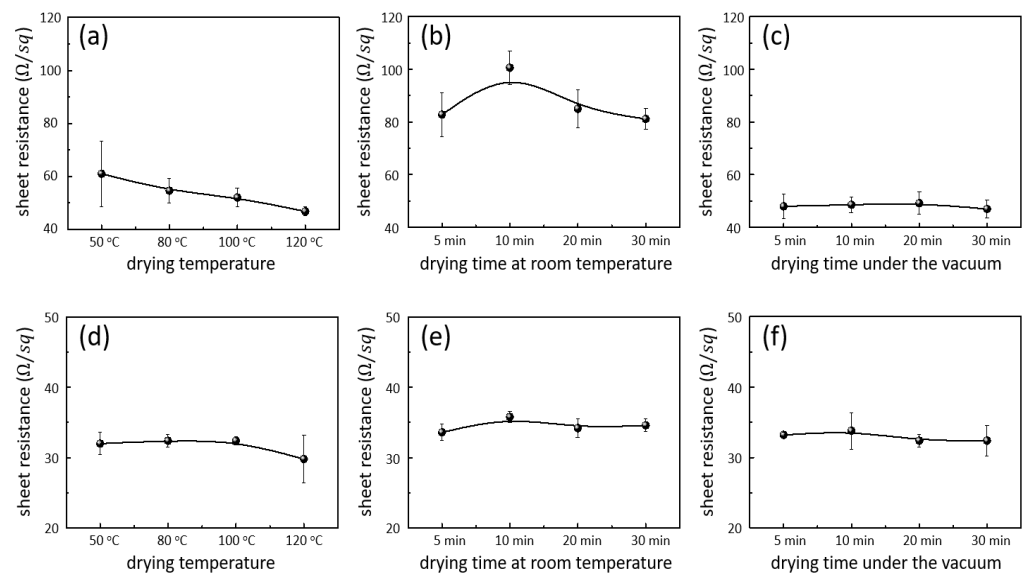 (a)
sheet resistance (Ω/sq)
120
100
80
60
40
50 °C 80 °C 100 °C 120 °C
drying temperature
(b)
sheet resistance (Ω/sq)
120
100
80
60
40
5 min 10 min 20 min 30 min
drying time at room temperature
(c)
sheet resistance (Ω/sq)
120
100
80
60
40
5 min 10 min 20 min 30 min
drying time under the vacuum
(d)
sheet resistance (Ω/sq)
50
40
30
20
50 °C 80 °C 100 °C 120 °C
drying temperature
(e)
sheet resistance (Ω/sq)
50
40
30
20
5 min 10 min 20 min 30 min
drying time at room temperature
(f)
sheet resistance (Ω/sq)
50
40
30
20
5 min 10 min 20 min 30 min
drying time under the vacuum